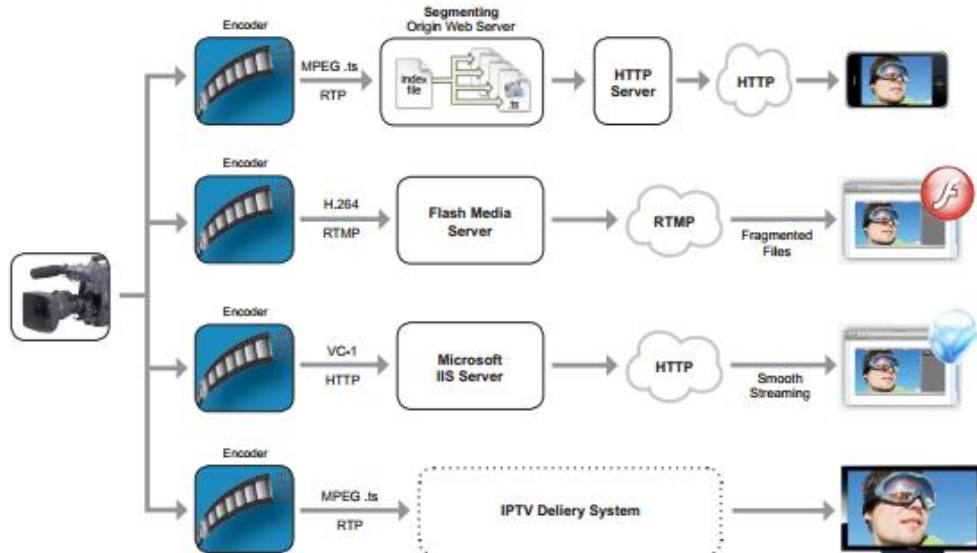 Encoder
MPEG .ts
RTP
Segmenting
Origin Web Server
index
file
.ts
HTTP
Server
HTTP
Encoder
H.264
RTMP
Flash Media
Server
RTMP
Fragmented
Files
Encoder
VC-1
HTTP
Microsoft
IIS Server
HTTP
Smooth
Streaming
Encoder
MPEG .ts
RTP
IPTV Deliery System